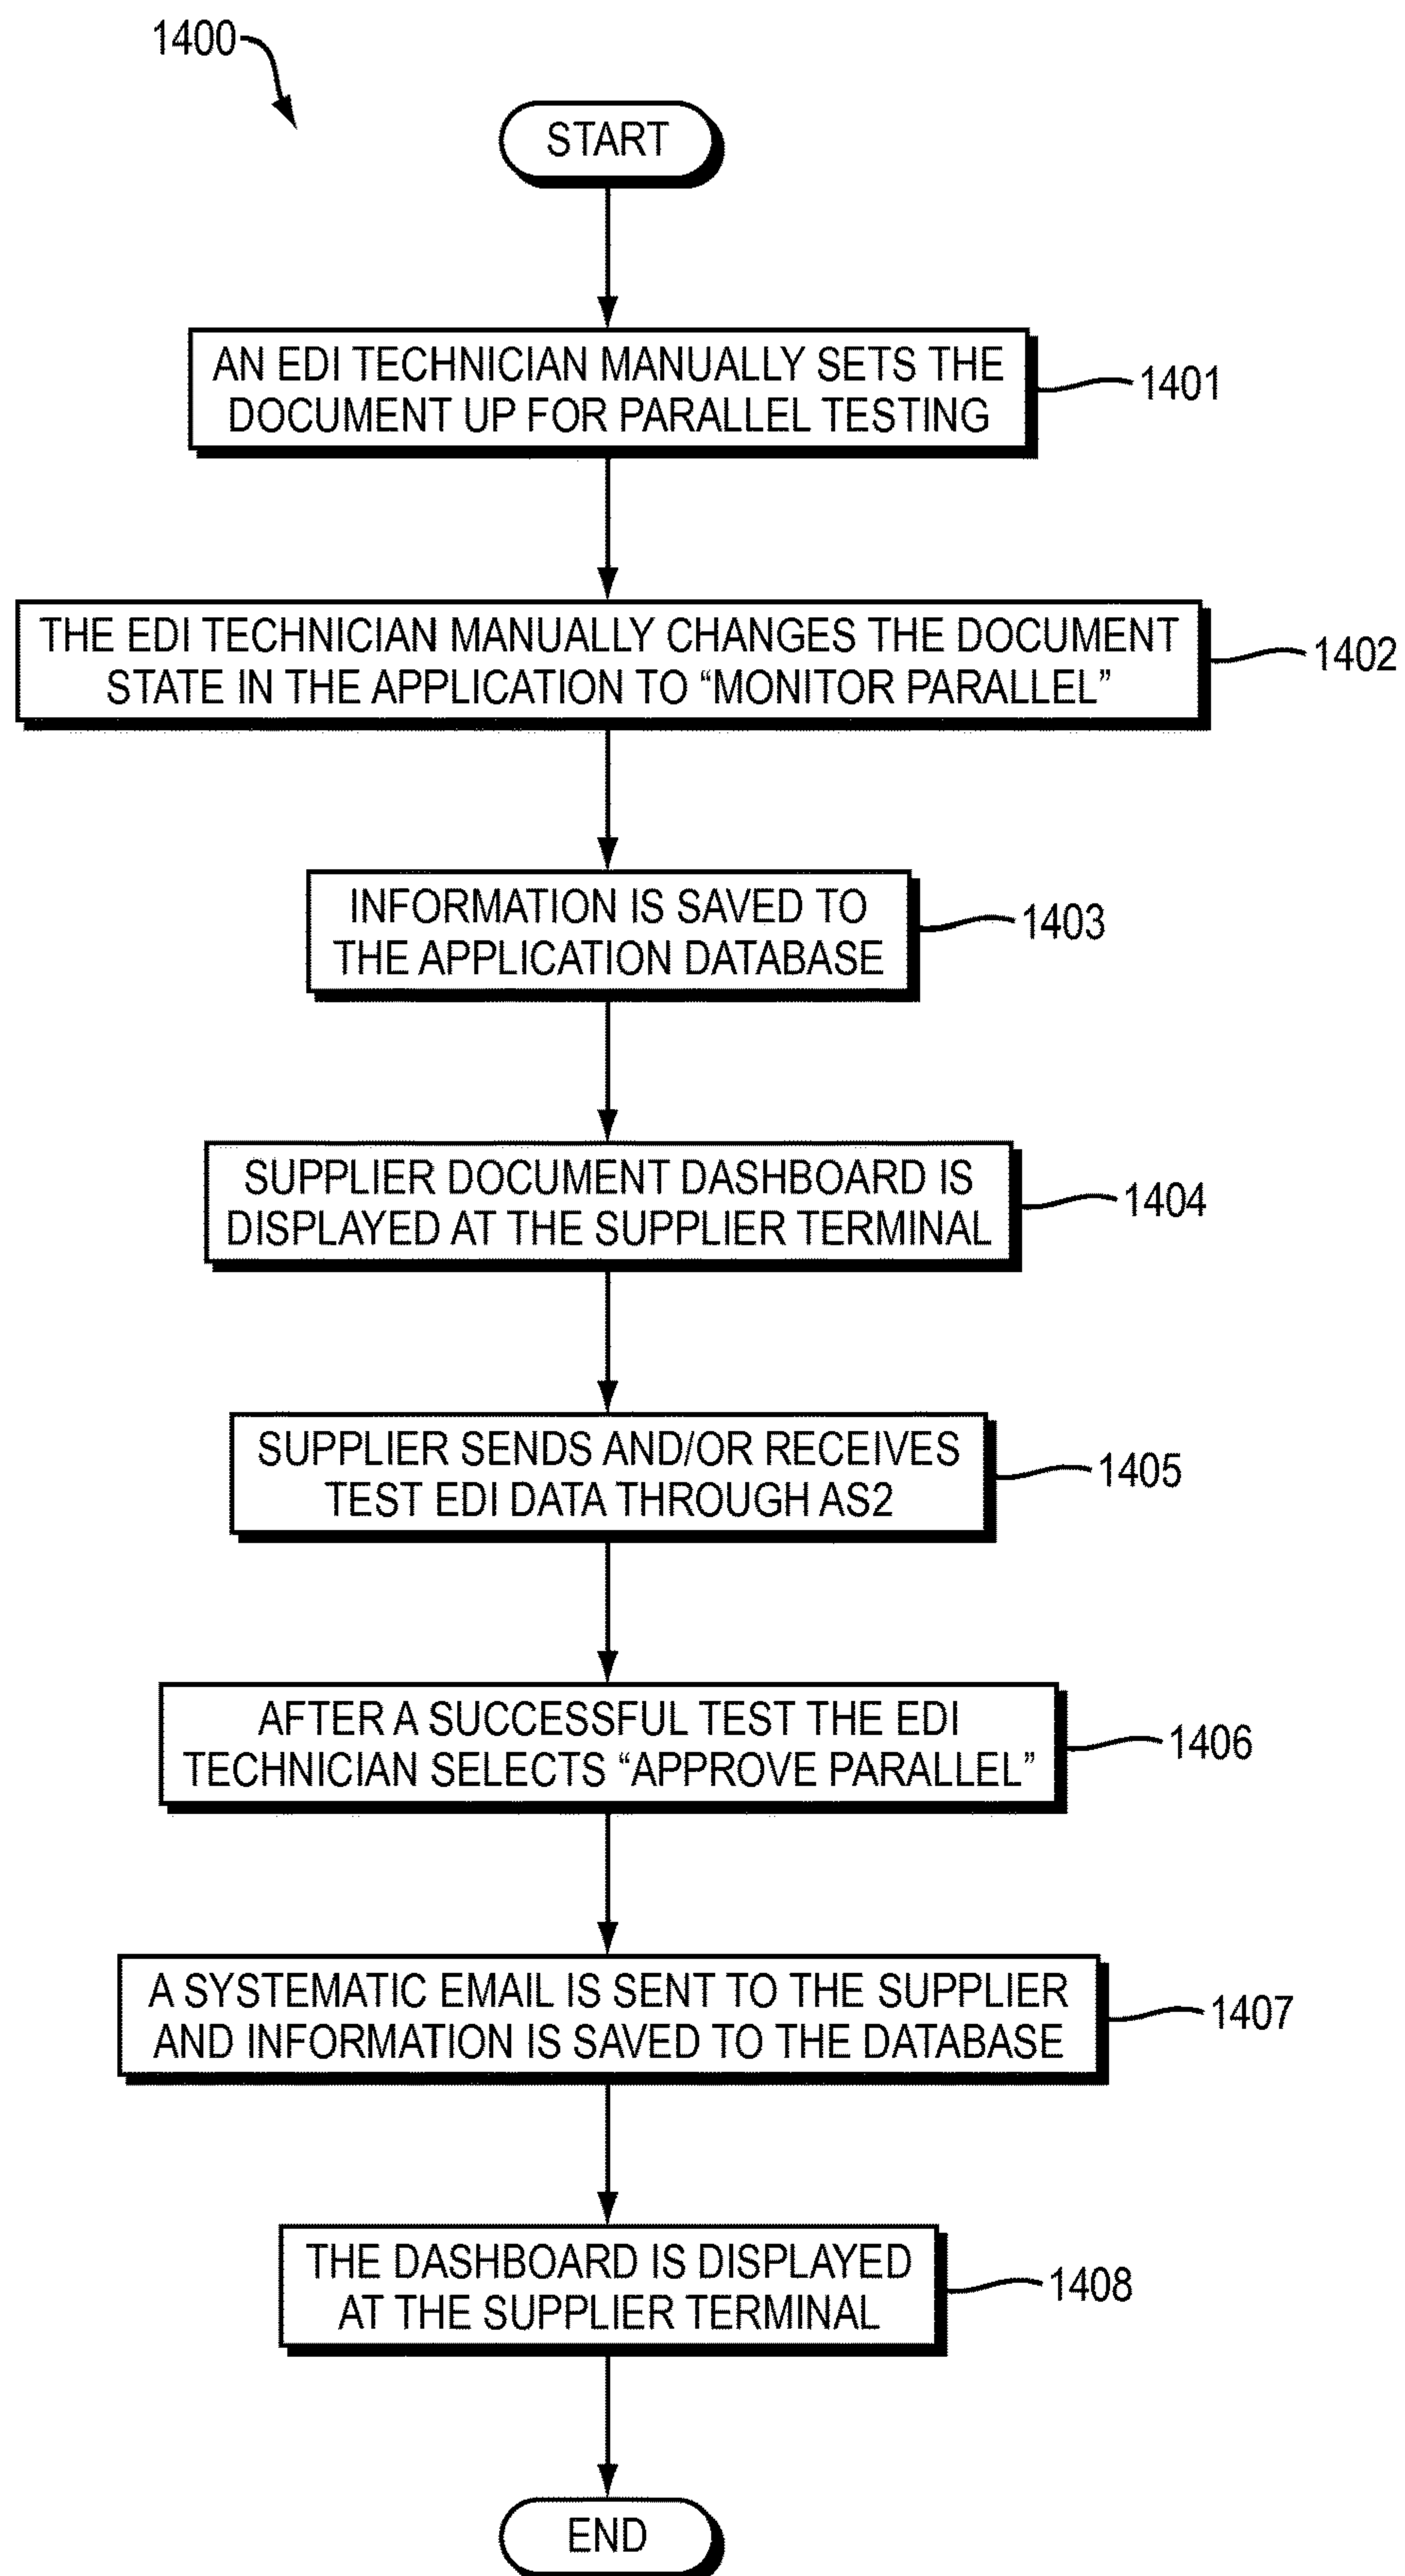 1400
START
AN EDI TECHNICIAN MANUALLY SETS THE
DOCUMENT UP FOR PARALLEL TESTING
1401
THE EDI TECHNICIAN MANUALLY CHANGES THE DOCUMENT
STATE IN THE APPLICATION TO “MONITOR PARALLEL”
1402
INFORMATION IS SAVED TO
THE APPLICATION DATABASE
1403
SUPPLIER DOCUMENT DASHBOARD IS
DISPLAYED AT THE SUPPLIER TERMINAL
1404
SUPPLIER SENDS AND/OR RECEIVES
TEST EDI DATA THROUGH AS2
1405
AFTER A SUCCESSFUL TEST THE EDI
TECHNICIAN SELECTS “APPROVE PARALLEL”
1406
A SYSTEMATIC EMAIL IS SENT TO THE SUPPLIER
AND INFORMATION IS SAVED TO THE DATABASE
1407
THE DASHBOARD IS DISPLAYED
AT THE SUPPLIER TERMINAL
1408
END